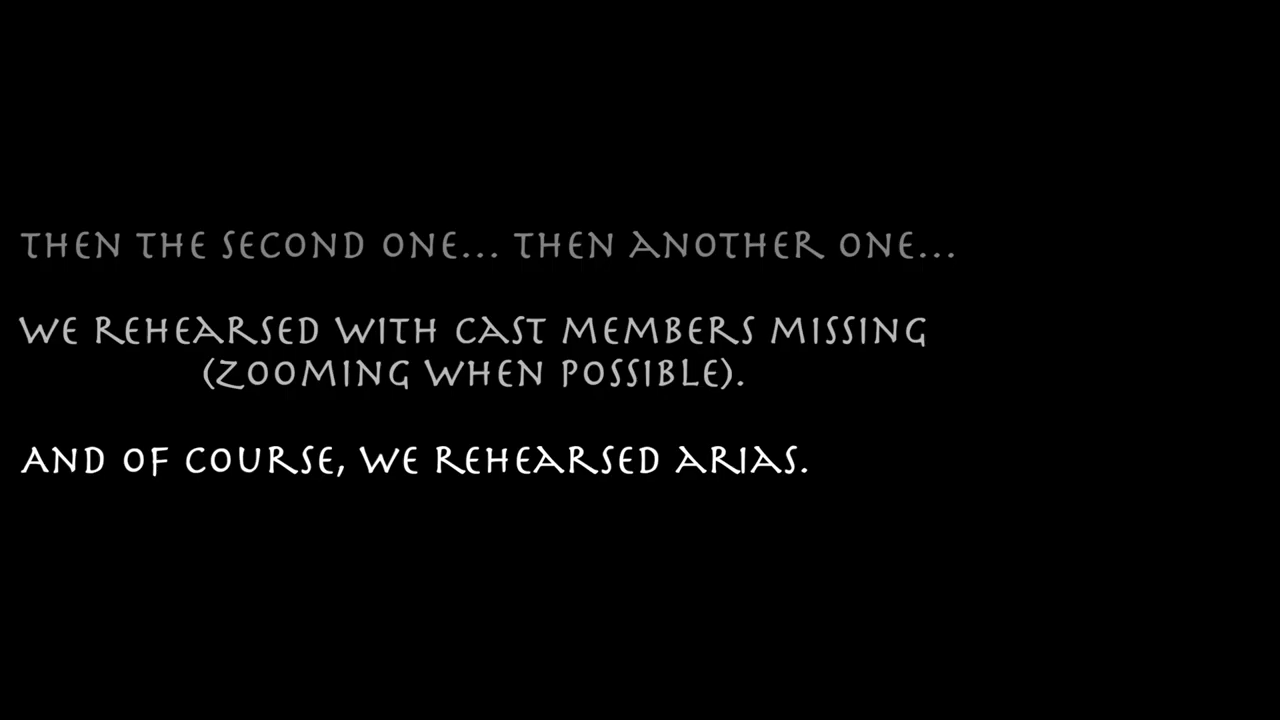 THEN THE SECOND ONE... THEN ANOTHER ONE...
WE REHEARSED WITH CAST MEMBERS MISSING
(ZOOMING WHEN POSSIBLE).
AND OF COURSE, WE REHEARSED ARIAS.